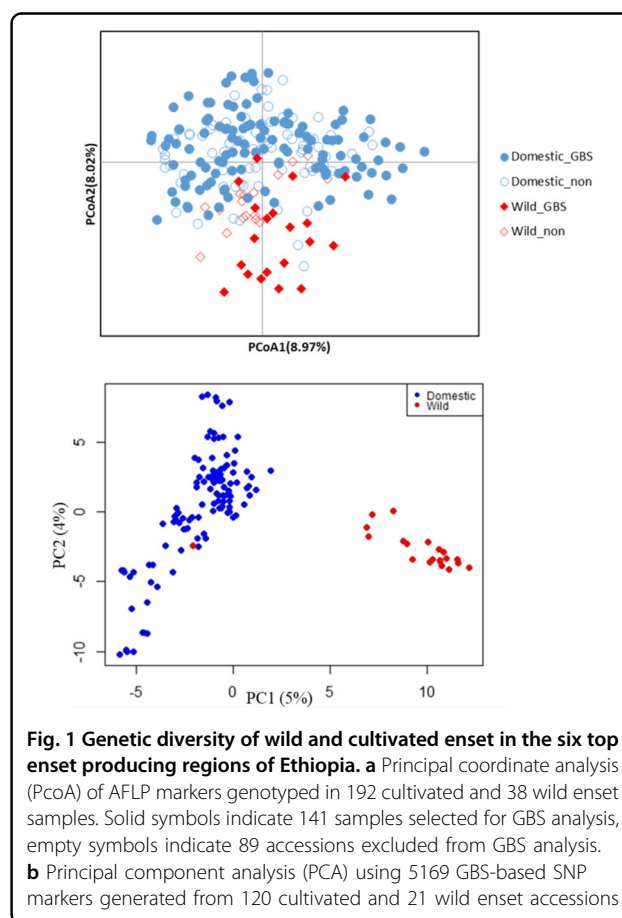 Domestic_GBS
Domestic_non
Wild_GBS
Wild_non
PCoA2(8.02%)
PCoA1(8.97%)
Domestic
Wild
PC2 (4%)
5
0
-5
-10
-5
0
5
10
PC1 (5%)
Fig. 1 Genetic diversity of wild and cultivated enset in the six top
enset producing regions of Ethiopia. a Principal coordinate analysis
(PcoA) of AFLP markers genotyped in 192 cultivated and 38 wild enset
samples. Solid symbols indicate 141 samples selected for GBS analysis,
empty symbols indicate 89 accessions excluded from GBS analysis.
b Principal component analysis (PCA) using 5169 GBS-based SNP
markers generated from 120 cultivated and 21 wild enset accessions